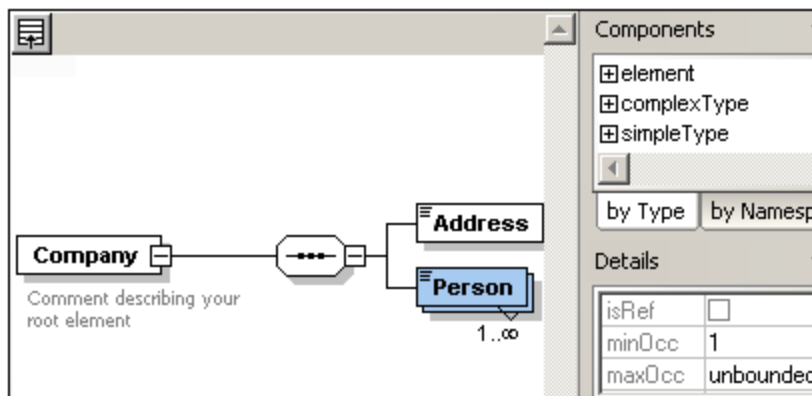 Components
element
complexType
simpleType
by Type
by Namesp
Company
Address
Person
1..∞
Comment describing your
root element
Details
isRef
minOcc 1
maxOcc unbounded